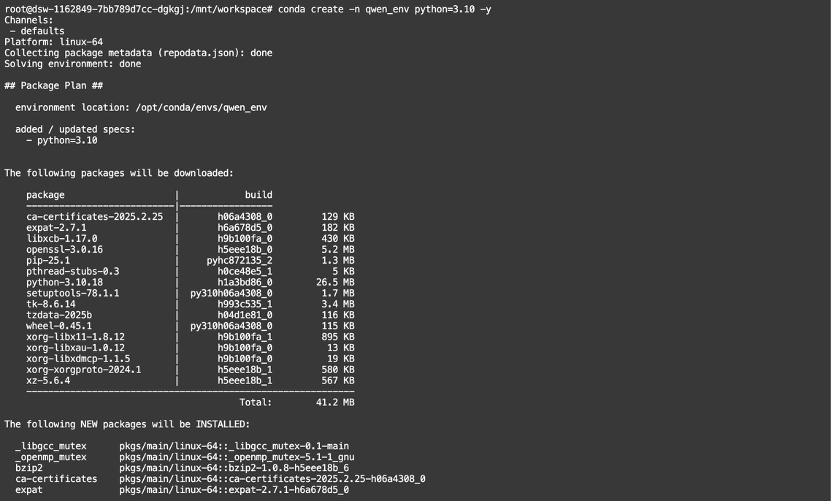 root@dsw-1162849-7bb789d7cc-dgkgj:/mnt/workspace# conda create -n qwen_env python=3.10 -y
Channels:
 - defaults
Platform: linux-64
Collecting package metadata (repodata.json): done
Solving environment: done

## Package Plan ##

  environment location: /opt/conda/envs/qwen_env

  added / updated specs:
    - python=3.10


The following packages will be downloaded:

    package                    |            build
    ---------------------------|-----------------
    ca-certificates-2025.2.25  |       h06a4308_0         129 KB
    expat-2.7.1                |       h6a678d5_0         182 KB
    libxcb-1.17.0              |       h9b100fa_0         430 KB
    openssl-3.0.16             |       h5eee18b_0         5.2 MB
    pip-25.1                   |     pyhc872135_2         1.3 MB
    pthread-stubs-0.3          |       h0ce48e5_1           5 KB
    python-3.10.18             |       h1a3bd86_0        26.5 MB
    setuptools-78.1.1          |  py310h06a4308_0         1.7 MB
    tk-8.6.14                  |       h993c535_1         3.4 MB
    tzdata-2025b               |       h04d1e81_0         116 KB
    wheel-0.45.1               |  py310h06a4308_0         115 KB
    xorg-libx11-1.8.12         |       h9b100fa_1         895 KB
    xorg-libxau-1.0.12         |       h9b100fa_0          13 KB
    xorg-libxdmcp-1.1.5        |       h9b100fa_0          19 KB
    xorg-xorgproto-2024.1      |       h5eee18b_1         580 KB
    xz-5.6.4                   |       h5eee18b_1         567 KB
    ------------------------------------------------------------
                                           Total:        41.2 MB

The following NEW packages will be INSTALLED:

  _libgcc_mutex      pkgs/main/linux-64::_libgcc_mutex-0.1-main
  _openmp_mutex      pkgs/main/linux-64::_openmp_mutex-5.1-1_gnu
  bzip2              pkgs/main/linux-64::bzip2-1.0.8-h5eee18b_6
  ca-certificates    pkgs/main/linux-64::ca-certificates-2025.2.25-h06a4308_0
  expat              pkgs/main/linux-64::expat-2.7.1-h6a678d5_0